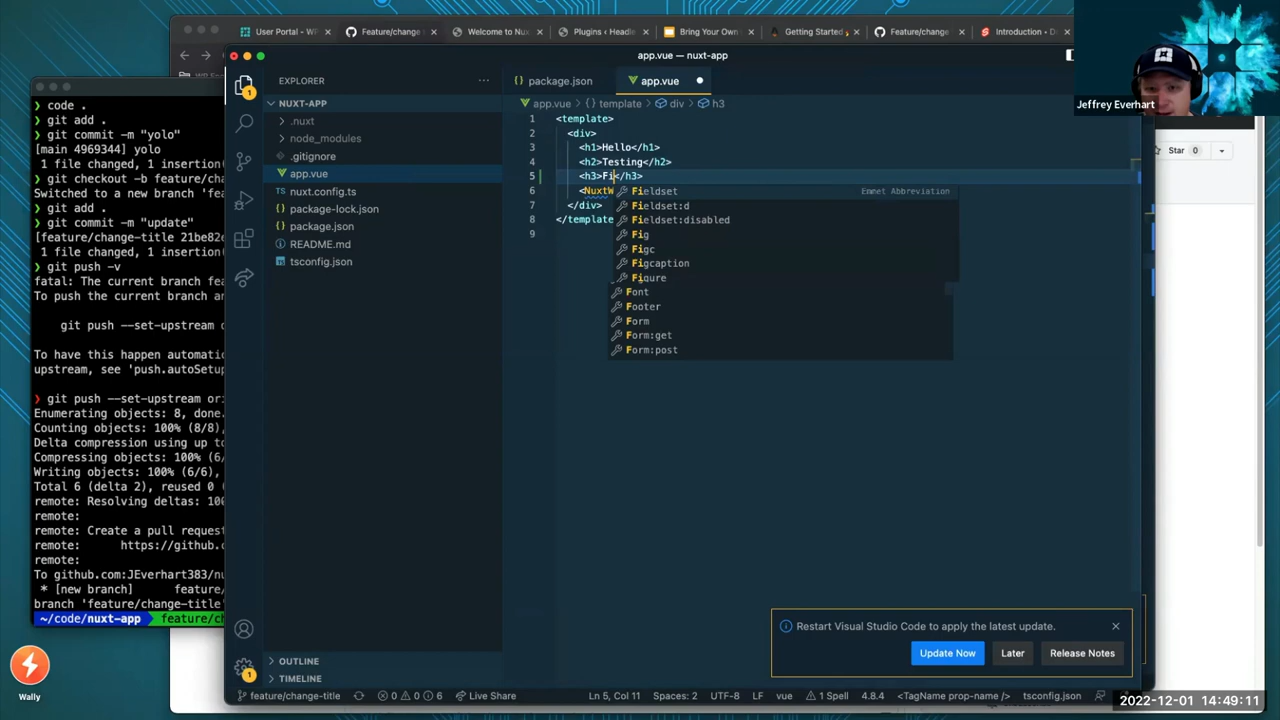 User Portal - WP
Feature/change
Welcome to Nux
Plugins ‹ Headle
Bring Your Own
Getting Started
Feature/change
Introduction - D
app.vue — nuxt-app
Jeffrey Everhart
Star 0
EXPLORER
NUXT-APP
.nuxt
node_modules
.gitignore
app.vue
nuxt.config.ts
package-lock.json
package.json
README.md
tsconfig.json
OUTLINE
TIMELINE
1
1
package.json
app.vue
app.vue
{ } template
div
h3
1 <template>
2 <div>
3 <h1>Hello</h1>
4 <h2>Testing</h2>
5 <h3>Fi</h3>
6 <NuxtW
7 </div>
8 </template
9
Fieldset
Emmet Abbreviation
Fieldset:d
Fieldset:disabled
Fig
Figc
Figcaption
Figure
Font
Footer
Form
Form:get
Form:post
❯ code .
❯ git add .
❯ git commit -m "yolo"
[main 4969344] yolo
1 file changed, 1 insertion
❯ git checkout -b feature/c
Switched to a new branch 'fea
❯ git add .
❯ git commit -m "update"
[feature/change-title 21be82
1 file changed, 1 insertion
❯ git push -v
fatal: The current branch fea
To push the current branch an
git push --set-upstream o
To have this happen automatic
upstream, see 'push.autoSetup
❯ git push --set-upstream ori
Enumerating objects: 8, done.
Counting objects: 100% (8/8)
Delta compression using up to
Compressing objects: 100% (6/
Writing objects: 100% (6/6),
Total 6 (delta 2), reused 0 (
remote: Resolving deltas: 100
remote:
remote: Create a pull request
remote: https://github.
remote:
To github.com:JEverhart383/nu
* [new branch] feature/
branch 'feature/change-title'
~/code/nuxt-app feature/ch
Restart Visual Studio Code to apply the latest update.
Update Now
Later
Release Notes
Wally
feature/change-title
0 0 6
Live Share
Ln 5, Col 11
Spaces: 2
UTF-8
LF
vue
1 Spell
4.8.4
<TagName prop-name />
tsconfig.json
2022-12-01 14:49:11